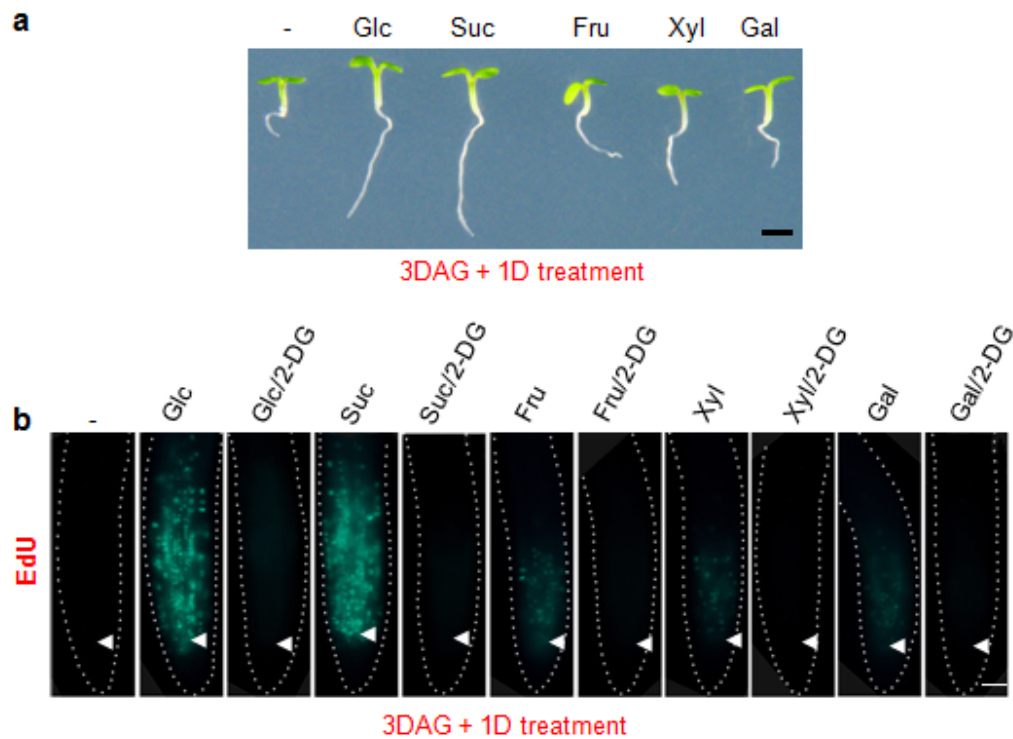 a
- Glc Suc Fru Xyl Gal
3DAG + 1D treatment
b
- Glc Glc/2-DG Suc Suc/2-DG Fru Fru/2-DG Xyl Xyl/2-DG Gal Gal/2-DG
EdU
3DAG + 1D treatment